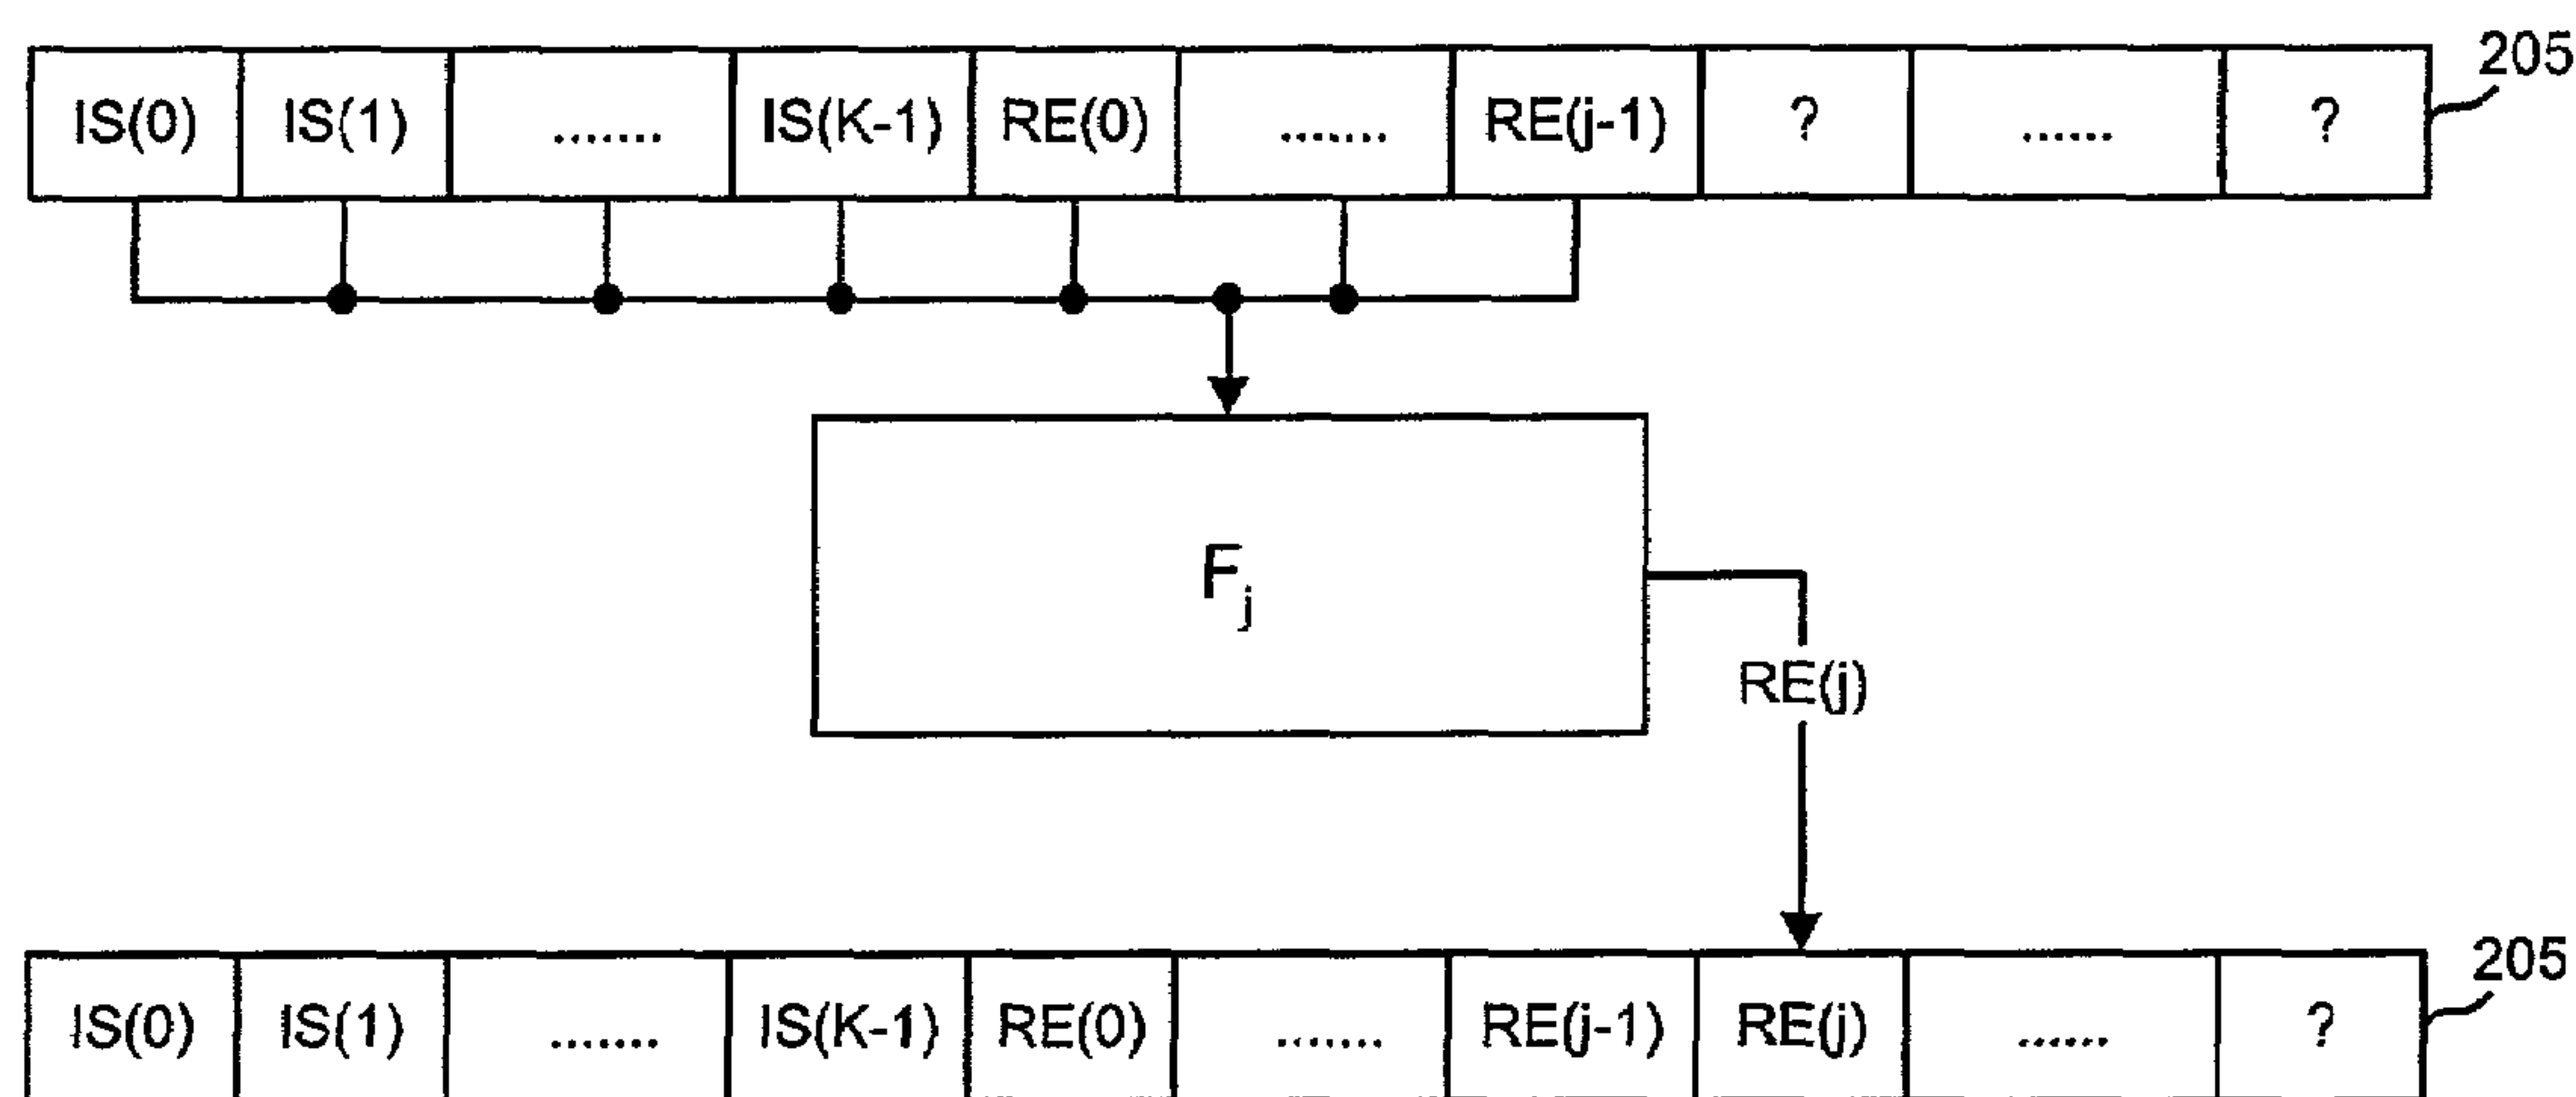 205
IS(0) IS(1) ....... IS(K-1) RE(0) ....... RE(j-1) ? ...... ?
Fj
RE(j)
205
IS(0) IS(1) ....... IS(K-1) RE(0) ....... RE(j-1) RE(j) ...... ?